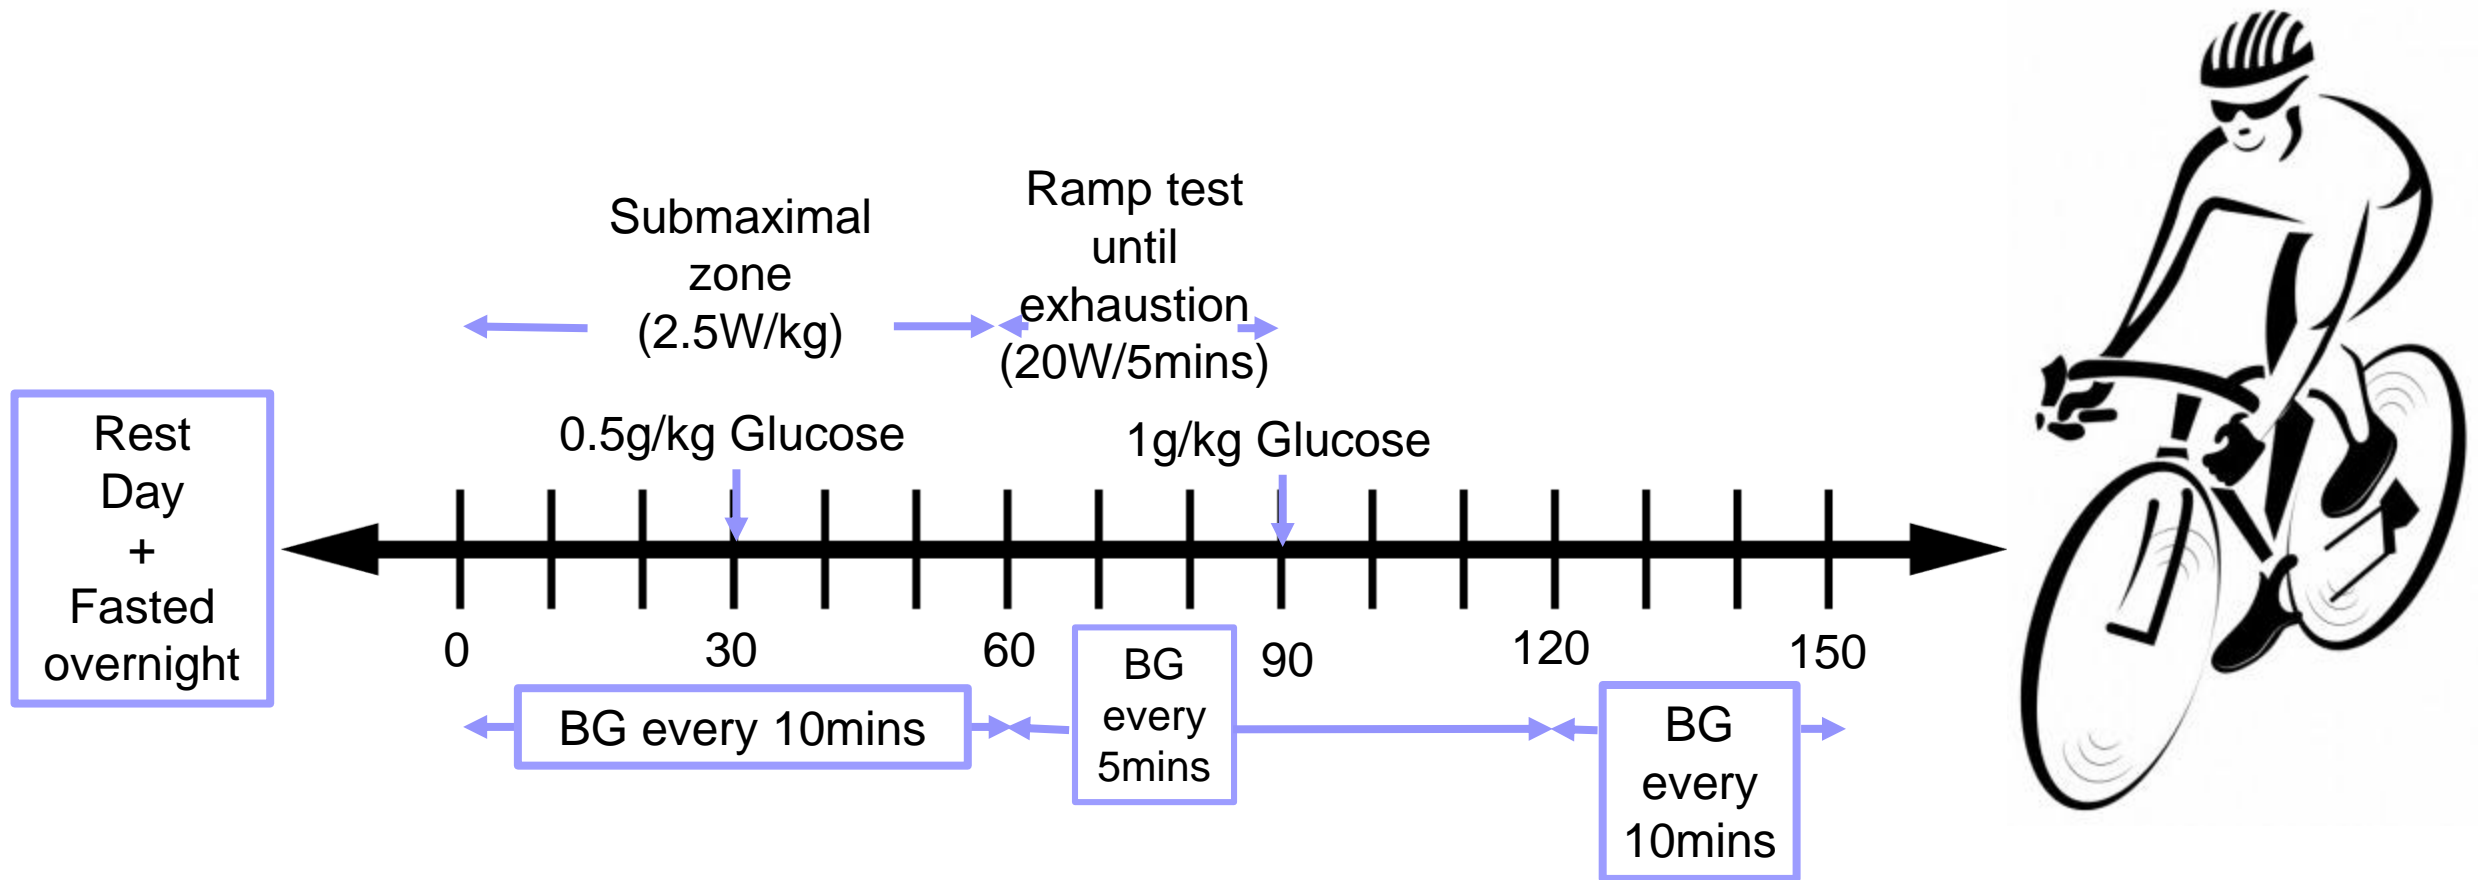 Submaximal
zone
(2.5W/kg)
Ramp test
until
exhaustion
(20W/5mins)
0.5g/kg Glucose
1g/kg Glucose
Rest
Day
+
Fasted
overnight
0
30
60
90
120
150
BG every 10mins
BG
every
5mins
BG
every
10mins